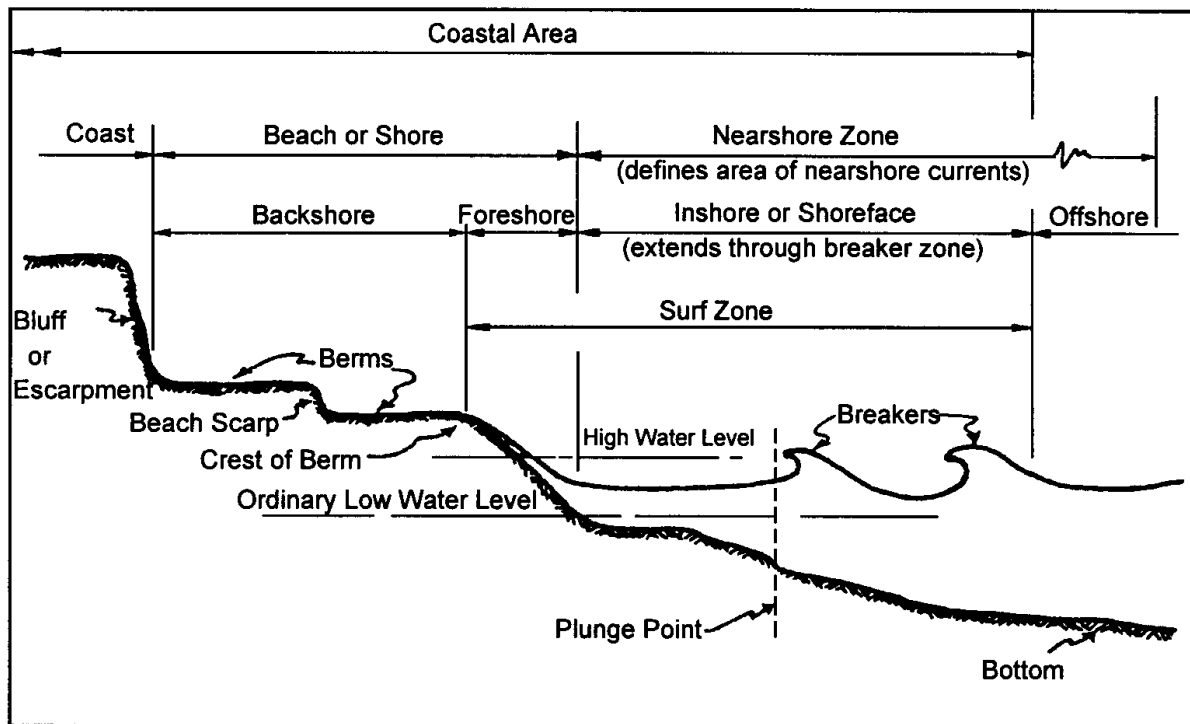 Coastal Area
Coast
Beach or Shore
Nearshore Zone
(defines area of nearshore currents)
Backshore
Foreshore
Inshore or Shoreface
Offshore
(extends through breaker zone)
Surf Zone
Bluff
or
Escarpment
Berms
Beach Scarp
Crest of Berm
High Water Level
Breakers
Ordinary Low Water Level
Plunge Point
Bottom